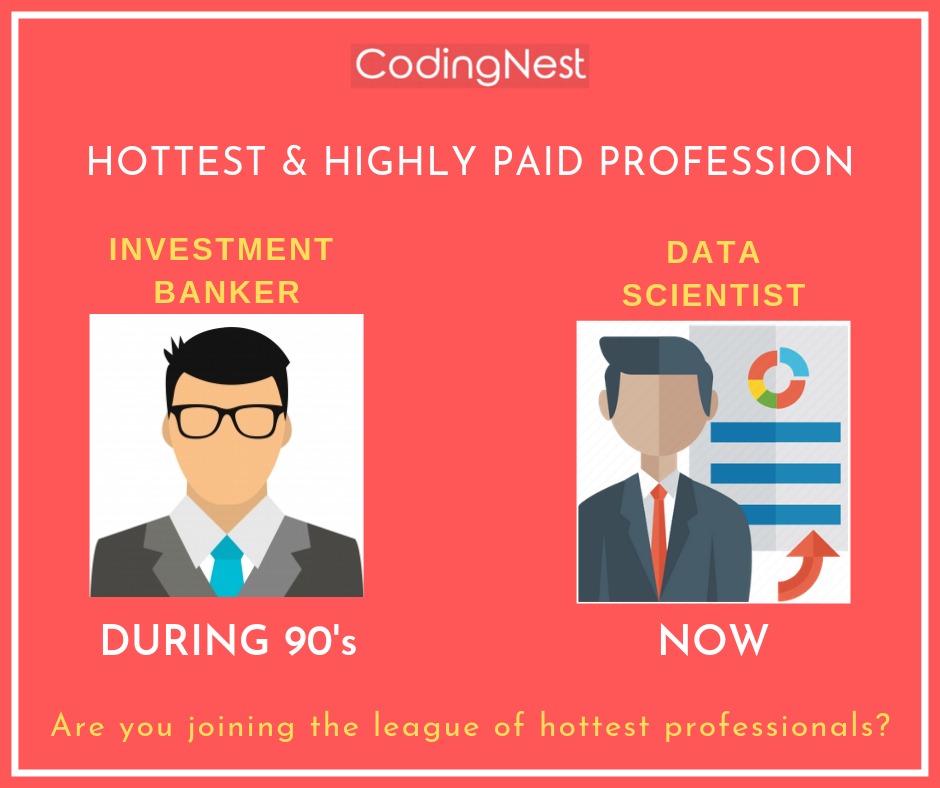 CodingNest
HOTTEST & HIGHLY PAID PROFESSION
INVESTMENT
BANKER
DATA
SCIENTIST
DURING 90's
NOW
Are you joining the league of hottest professionals?